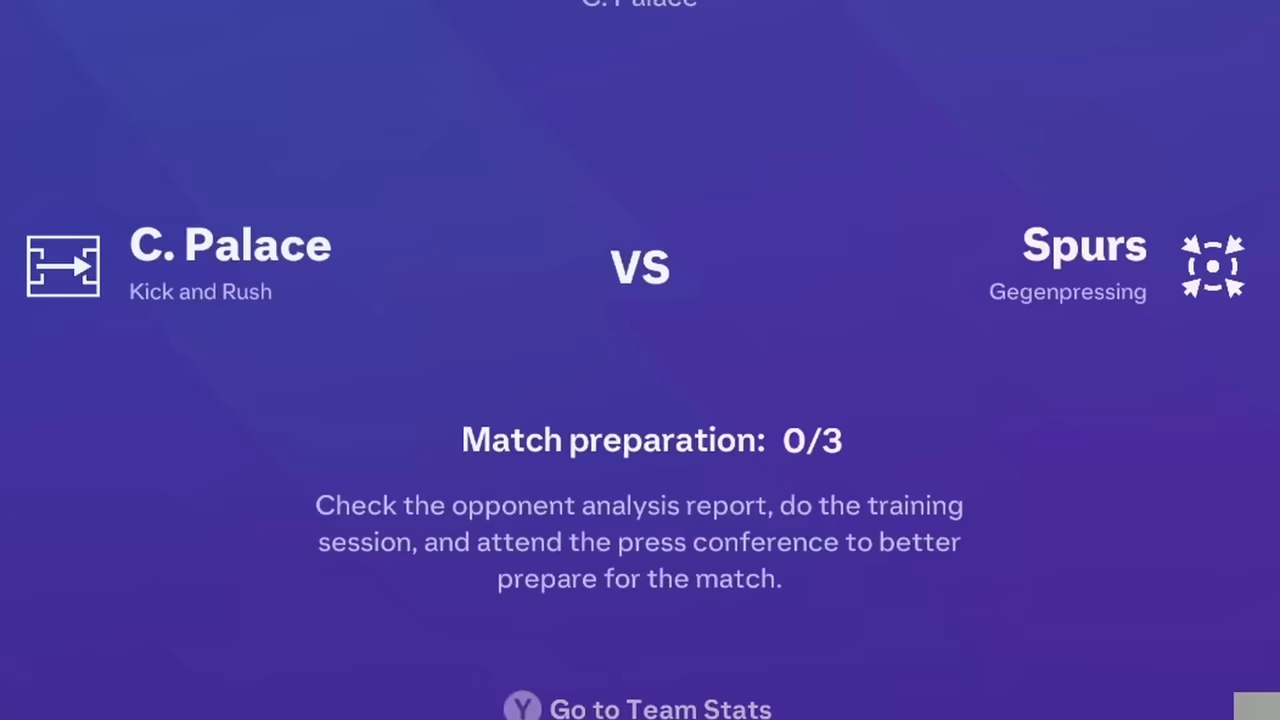 C. Palace
C. Palace
Kick and Rush
VS
Spurs
Gegenpressing
Match preparation: 0/3
Check the opponent analysis report, do the training
session, and attend the press conference to better
prepare for the match.
Y Go to Team Stats